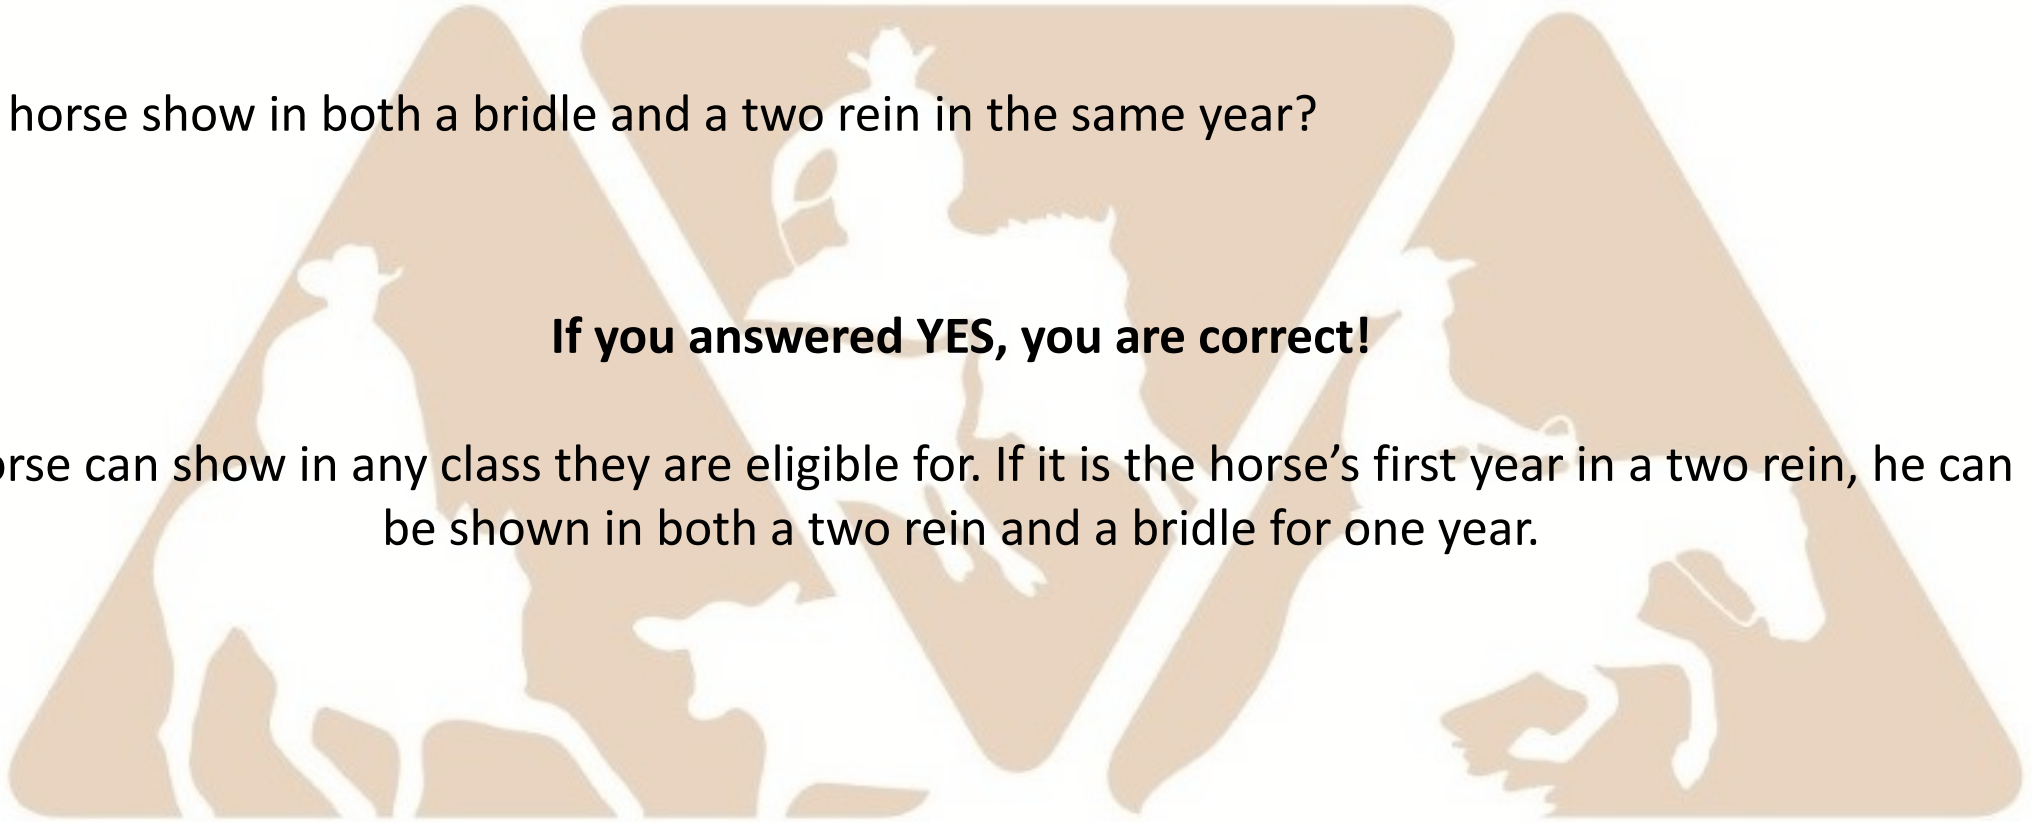 horse show in both a bridle and a two rein in the same year?
If you answered YES, you are correct!
orse can show in any class they are eligible for. If it is the horse’s first year in a two rein, he can
be shown in both a two rein and a bridle for one year.